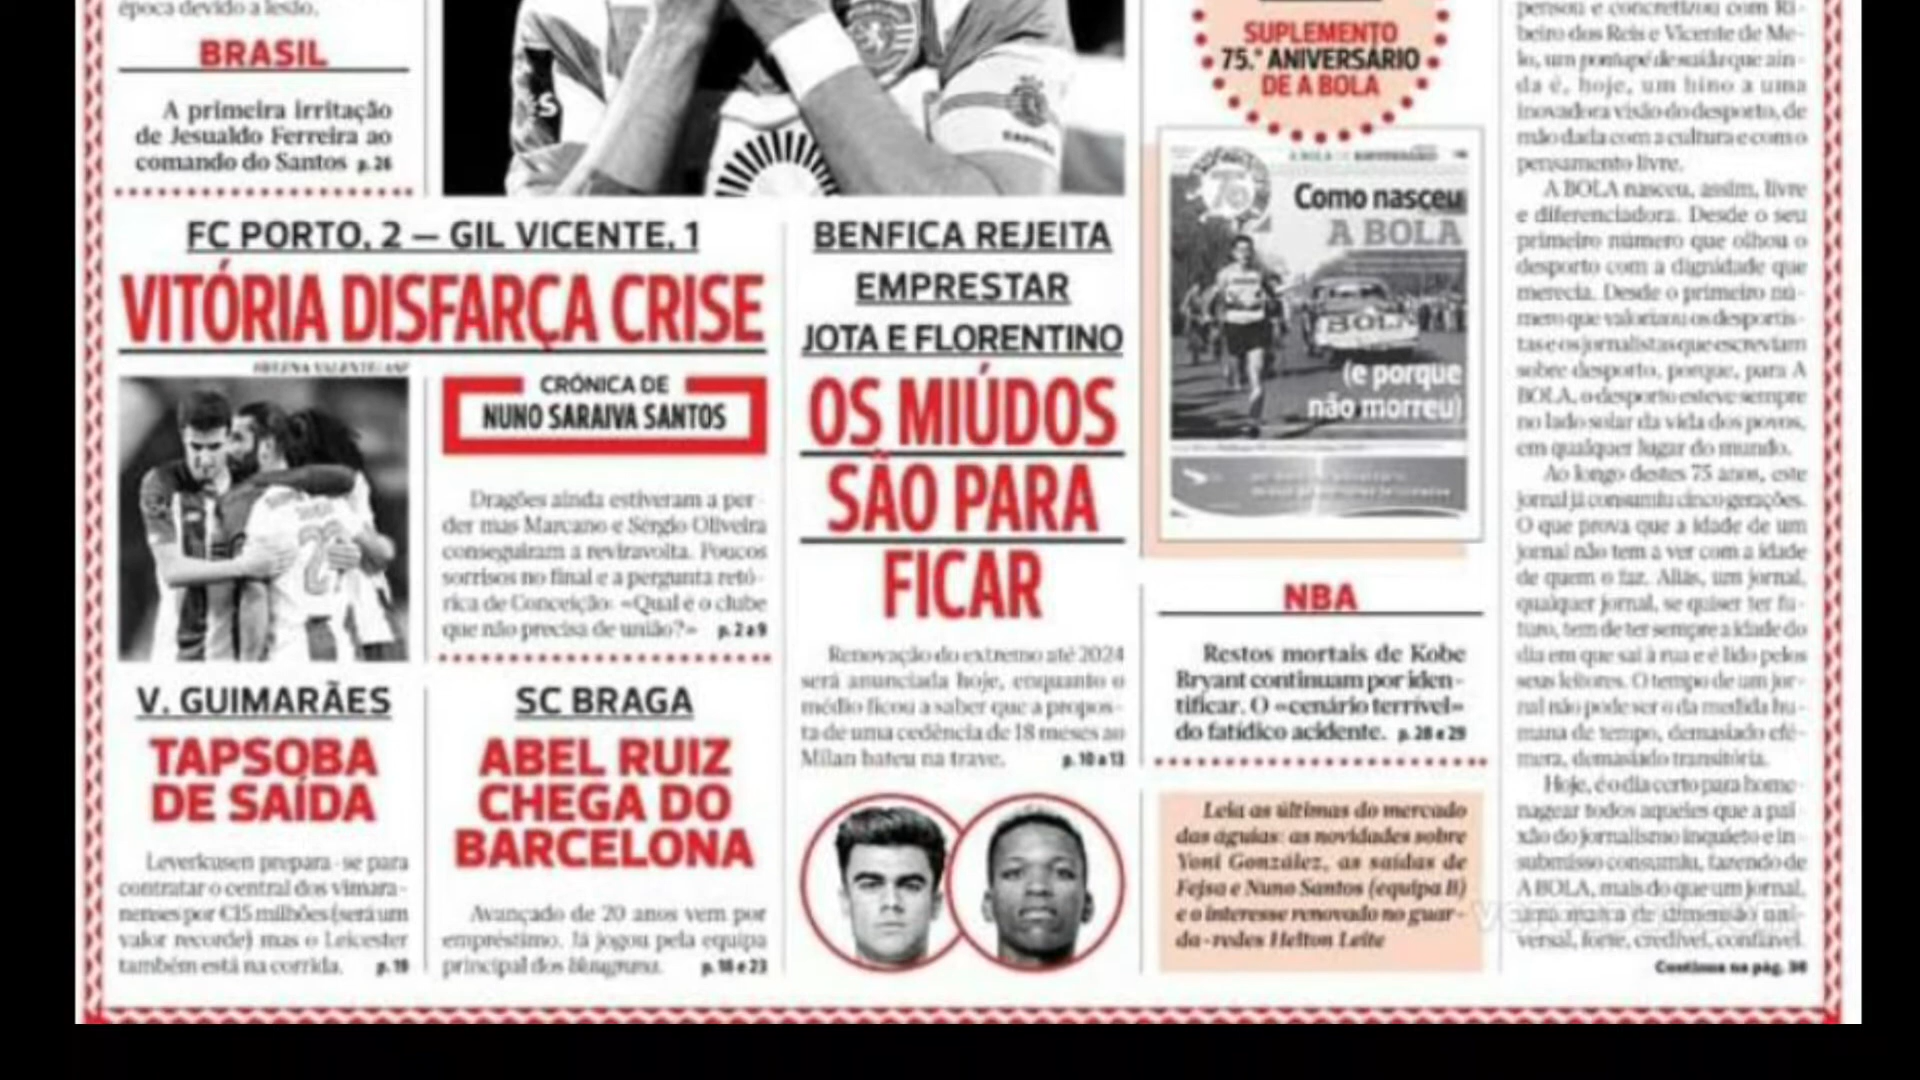 época devido a lesão.
BRASIL
A primeira irritação
de Jesualdo Ferreira ao
comando do Santos p. 26
FC PORTO, 2 — GIL VICENTE, 1
VITÓRIA DISFARÇA CRISE
HELENA VALENTE/ASF
CRÓNICA DE
NUNO SARAIVA SANTOS
Dragões ainda estiveram a per-
der mas Marcano e Sérgio Oliveira
conseguiram a reviravolta. Poucos
sorrisos no final e a pergunta retó-
rica de Conceição: «Qual é o clube
que não precisa de união?» p. 2 a 9
V. GUIMARÃES
TAPSOBA
DE SAÍDA
Leverkusen prepara-se para
contratar o central dos vimara-
nenses por €15 milhões (será um
valor recorde) mas o Leicester
também está na corrida. p. 19
SC BRAGA
ABEL RUIZ
CHEGA DO
BARCELONA
Avançado de 20 anos vem por
empréstimo. Já jogou pela equipa
principal dos blaugrana. p. 18 e 23
BENFICA REJEITA
EMPRESTAR
JOTA E FLORENTINO
OS MIÚDOS
SÃO PARA
FICAR
Renovação do extremo até 2024
será anunciada hoje, enquanto o
médio ficou a saber que a propos-
ta de uma cedência de 18 meses ao
Milan bateu na trave. p. 10 a 13
SUPLEMENTO
75.º ANIVERSÁRIO
DE A BOLA
75
Como nasceu
A BOLA
BOLA
(e porque
não morreu)
NBA
Restos mortais de Kobe
Bryant continuam por iden-
tificar. O «cenário terrível»
do fatídico acidente. p. 28 e 29
Leia as últimas do mercado
das águias: as novidades sobre
Yoni González, as saídas de
Fejsa e Nuno Santos (equipa B)
e o interesse renovado no guar-
da-redes Helton Leite
pensou e concretizou com Ri-
beiro dos Reis e Vicente de Me-
lo, um pontapé de saída que ain-
da é, hoje, um hino a uma
inovadora visão do desporto, de
mão dada com a cultura e com o
pensamento livre.
A BOLA nasceu, assim, livre
e diferenciadora. Desde o seu
primeiro número que olhou o
desporto com a dignidade que
merecia. Desde o primeiro nú-
mero que valorizou os desportis-
tas e os jornalistas que escreviam
sobre desporto, porque, para A
BOLA, o desporto esteve sempre
no lado solar da vida dos povos,
em qualquer lugar do mundo.
Ao longo destes 75 anos, este
jornal já consumiu cinco gerações.
O que prova que a idade de um
jornal não tem a ver com a idade
de quem o faz. Aliás, um jornal,
qualquer jornal, se quiser ter fu-
turo, tem de ter sempre a idade do
dia em que sai à rua e é lido pelos
seus leitores. O tempo de um jor-
nal não pode ser o da medida hu-
mana de tempo, demasiado efé-
mera, demasiado transitória.
Hoje, é o dia certo para home-
nagear todos aqueles que a pai-
xão do jornalismo inquieto e in-
submisso consumiu, fazendo de
A BOLA, mais do que um jornal,
uma marca de dimensão uni-
versal, forte, credível, confiável.
Continua na pág. 30